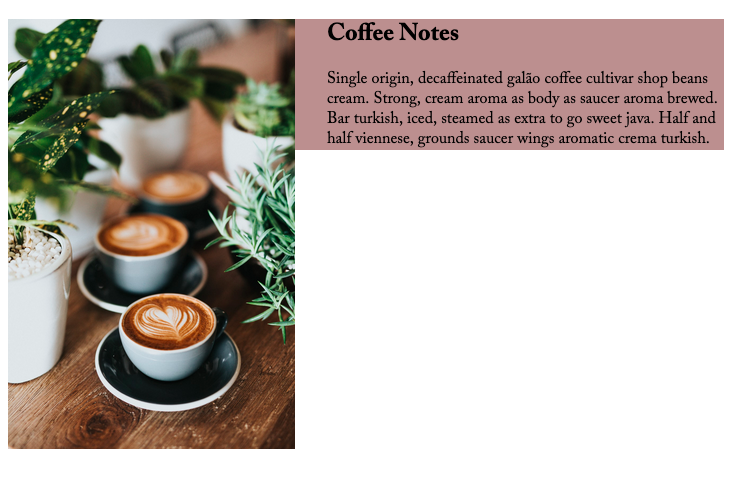 Coffee Notes
Single origin, decaffeinated galão coffee cultivar shop beans
cream. Strong, cream aroma as body as saucer aroma brewed.
Bar turkish, iced, steamed as extra to go sweet java. Half and
half viennese, grounds saucer wings aromatic crema turkish.